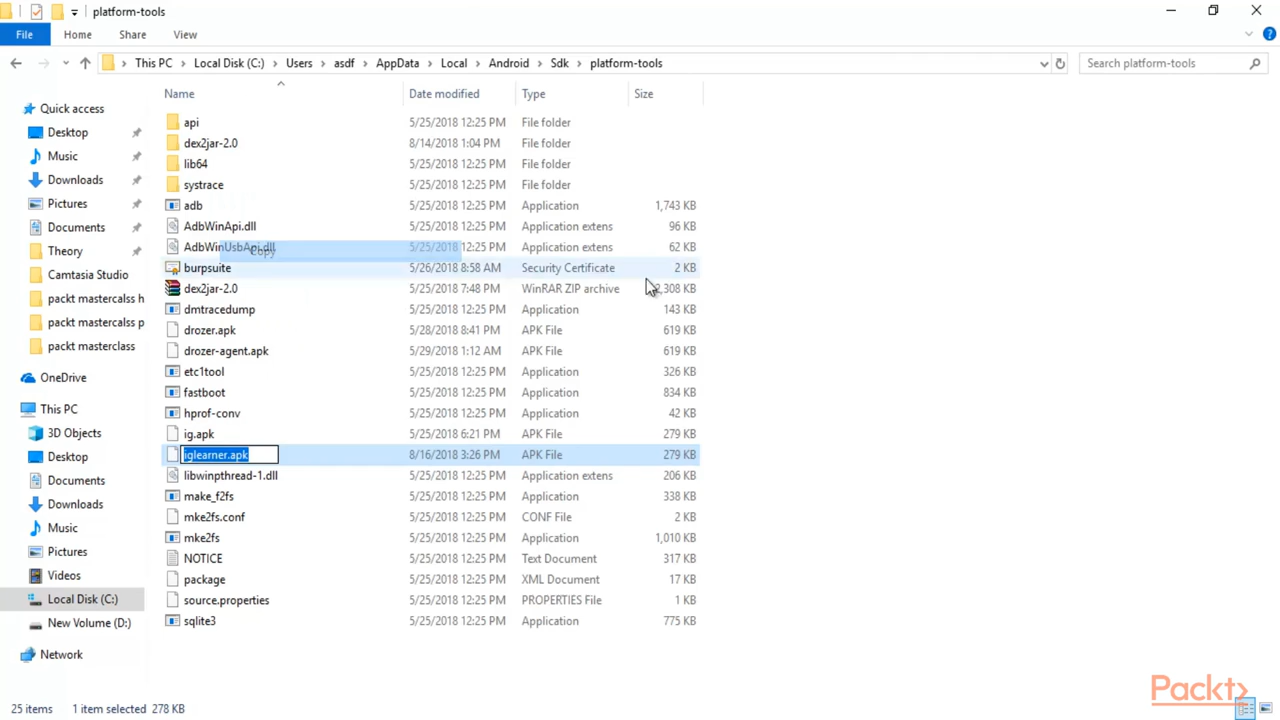 platform-tools
File Home Share View
This PC Local Disk (C:) Users asdf AppData Local Android Sdk platform-tools Search platform-tools
Name Date modified Type Size
Quick access
Desktop
Music
Downloads
Pictures
Documents
Theory
Camtasia Studio
packt mastercalss h
packt mastercalss p
packt masterclass
OneDrive
This PC
3D Objects
Desktop
Documents
Downloads
Music
Pictures
Videos
Local Disk (C:)
New Volume (D:)
Network
api 5/25/2018 12:25 PM File folder
dex2jar-2.0 8/14/2018 1:04 PM File folder
lib64 5/25/2018 12:25 PM File folder
systrace 5/25/2018 12:25 PM File folder
adb 5/25/2018 12:25 PM Application 1,743 KB
AdbWinApi.dll 5/25/2018 12:25 PM Application extens 96 KB
AdbWinUsbApi.dll 5/25/2018 12:25 PM Application extens 62 KB
Copy
burpsuite 5/26/2018 8:58 AM Security Certificate 2 KB
dex2jar-2.0 5/25/2018 7:48 PM WinRAR ZIP archive 2,308 KB
dmtracedump 5/25/2018 12:25 PM Application 143 KB
drozer.apk 5/28/2018 8:41 PM APK File 619 KB
drozer-agent.apk 5/29/2018 1:12 AM APK File 619 KB
etc1tool 5/25/2018 12:25 PM Application 326 KB
fastboot 5/25/2018 12:25 PM Application 834 KB
hprof-conv 5/25/2018 12:25 PM Application 42 KB
ig.apk 5/25/2018 6:21 PM APK File 279 KB
iglearner.apk 8/16/2018 3:26 PM APK File 279 KB
libwinpthread-1.dll 5/25/2018 12:25 PM Application extens 206 KB
make_f2fs 5/25/2018 12:25 PM Application 338 KB
mke2fs.conf 5/25/2018 12:25 PM CONF File 2 KB
mke2fs 5/25/2018 12:25 PM Application 1,010 KB
NOTICE 5/25/2018 12:25 PM Text Document 317 KB
package 5/25/2018 12:25 PM XML Document 17 KB
source.properties 5/25/2018 12:25 PM PROPERTIES File 1 KB
sqlite3 5/25/2018 12:25 PM Application 775 KB
Packt
25 items 1 item selected 278 KB